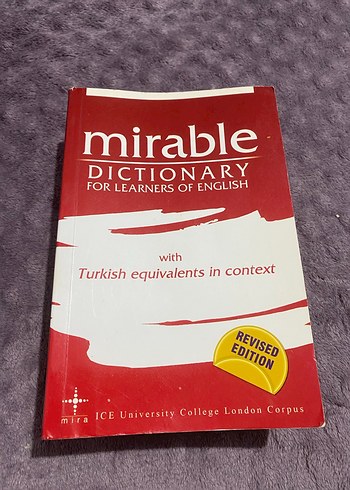 mirable
DICTIONARY
FOR LEARNERS OF ENGLISH
with
Turkish equivalents in context
REVISED
EDITION
mira
ICE University College London Corpus